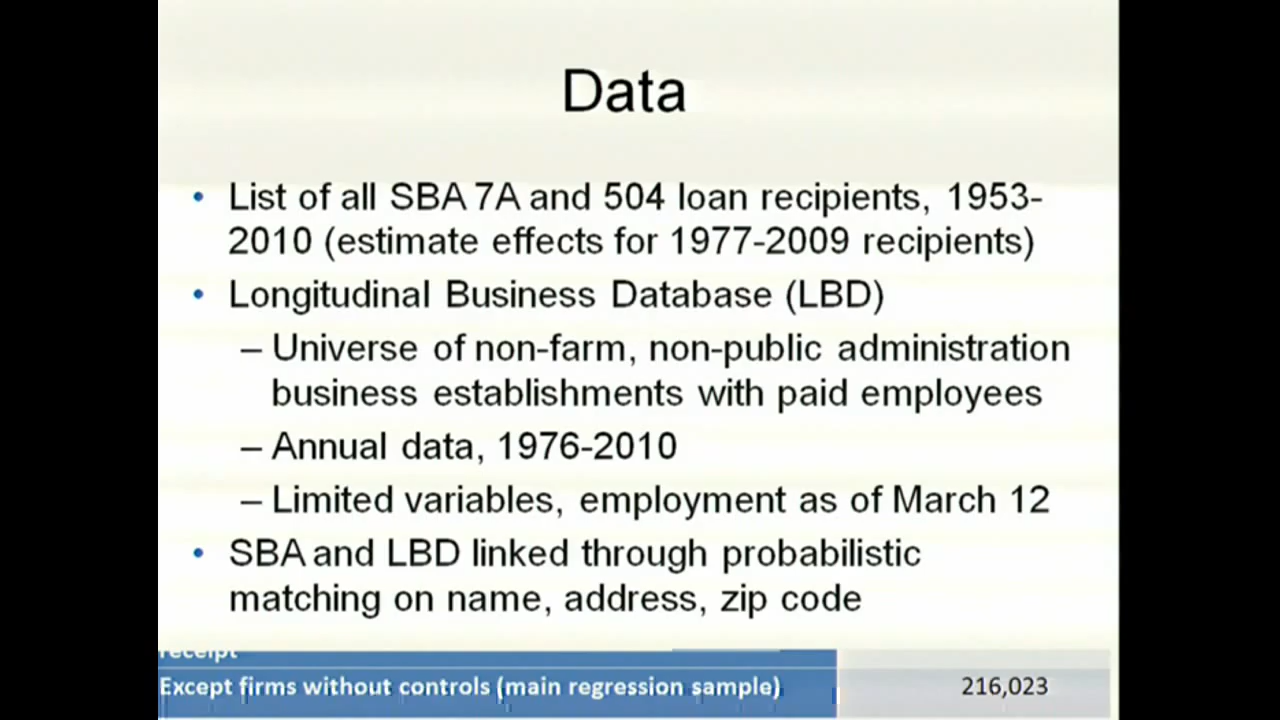 Data
• List of all SBA 7A and 504 loan recipients, 1953-
2010 (estimate effects for 1977-2009 recipients)
• Longitudinal Business Database (LBD)
– Universe of non-farm, non-public administration
business establishments with paid employees
– Annual data, 1976-2010
– Limited variables, employment as of March 12
• SBA and LBD linked through probabilistic
matching on name, address, zip code
receipt
Except firms without controls (main regression sample) 216,023